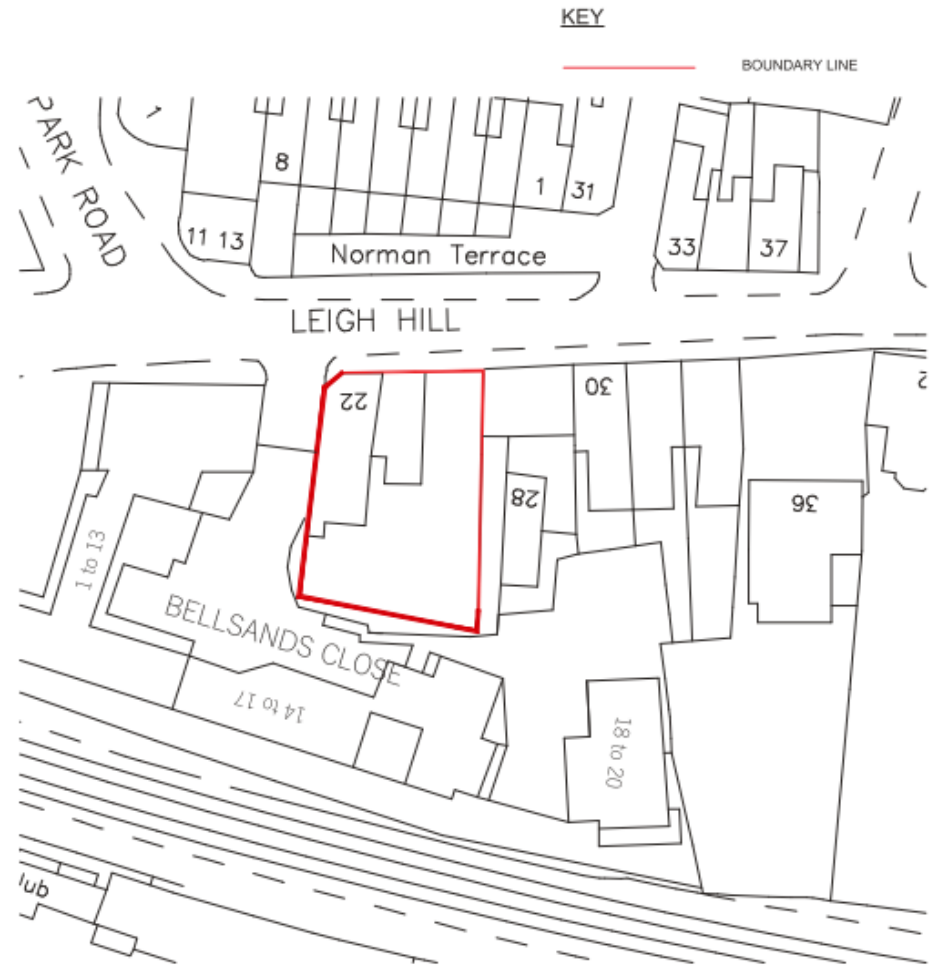 KEY
BOUNDARY LINE
PARK ROAD
1
8
1
31
11 13
Norman Terrace
33
37
LEIGH HILL
22
30
2
28
36
1 to 13
BELLSANDS CLOSE
14 to 17
18 to 20
lub